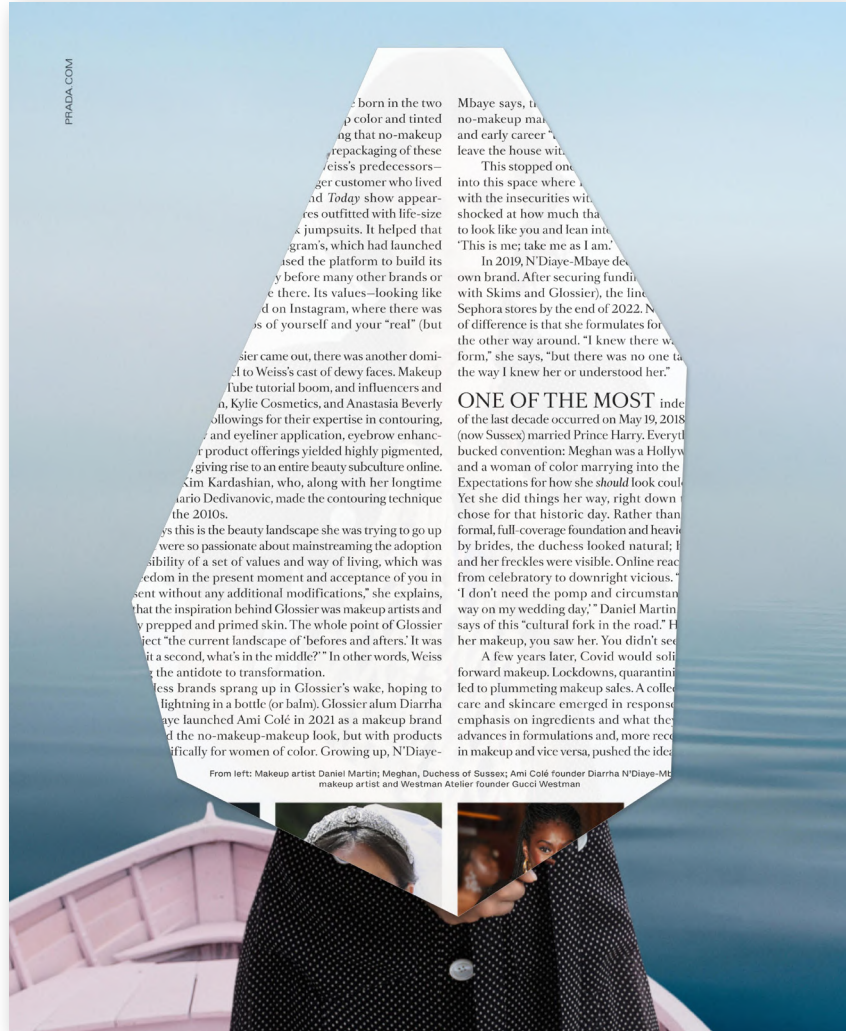 PRADA.COM
born in the two
color and tinted
ng that no-makeup
repackaging of these
eiss's predecessors—
ger customer who lived
nd Today show appear-
res outfitted with life-size
jumpsuits. It helped that
gram's, which had launched
used the platform to build its
before many other brands or
e there. Its values—looking like
d on Instagram, where there was
os of yourself and your “real” (but
sier came out, there was another domi-
el to Weiss's cast of dewy faces. Makeup
Tube tutorial boom, and influencers and
n, Kylie Cosmetics, and Anastasia Beverly
ollowings for their expertise in contouring,
and eyeliner application, eyebrow enhanc-
r product offerings yielded highly pigmented,
, giving rise to an entire beauty subculture online.
Kim Kardashian, who, along with her longtime
ario Dedivanovic, made the contouring technique
the 2010s.
ys this is the beauty landscape she was trying to go up
were so passionate about mainstreaming the adoption
sibility of a set of values and way of living, which was
eedom in the present moment and acceptance of you in
sent without any additional modifications,” she explains,
that the inspiration behind Glossier was makeup artists and
y prepped and primed skin. The whole point of Glossier
ject “the current landscape of ‘befores and afters.’ It was
it a second, what's in the middle?’” In other words, Weiss
the antidote to transformation.
less brands sprang up in Glossier's wake, hoping to
lightning in a bottle (or balm). Glossier alum Diarrha
aye launched Ami Colé in 2021 as a makeup brand
d the no-makeup-makeup look, but with products
ifically for women of color. Growing up, N'Diaye-
Mbaye says, t
no-makeup ma
and early career “
leave the house wit
This stopped one
into this space where
with the insecurities wit
shocked at how much tha
to look like you and lean into
‘This is me; take me as I am.’
In 2019, N'Diaye-Mbaye dec
own brand. After securing fundin
with Skims and Glossier), the line
Sephora stores by the end of 2022. N
of difference is that she formulates for
the other way around. “I knew there w
form,” she says, “but there was no one ta
the way I knew her or understood her.”
ONE OF THE MOST inde
of the last decade occurred on May 19, 2018
(now Sussex) married Prince Harry. Everyth
bucked convention: Meghan was a Hollyw
and a woman of color marrying into the
Expectations for how she should look coul
Yet she did things her way, right down
chose for that historic day. Rather than
formal, full-coverage foundation and heavie
by brides, the duchess looked natural; h
and her freckles were visible. Online reac
from celebratory to downright vicious. “
‘I don't need the pomp and circumstan
way on my wedding day,’” Daniel Martin
says of this “cultural fork in the road.” H
her makeup, you saw her. You didn't see
A few years later, Covid would soli
forward makeup. Lockdowns, quarantini
led to plummeting makeup sales. A collec
care and skincare emerged in response
emphasis on ingredients and what they
advances in formulations and, more rece
in makeup and vice versa, pushed the idea
From left: Makeup artist Daniel Martin; Meghan, Duchess of Sussex; Ami Colé founder Diarrha N'Diaye-Mb
makeup artist and Westman Atelier founder Gucci Westman